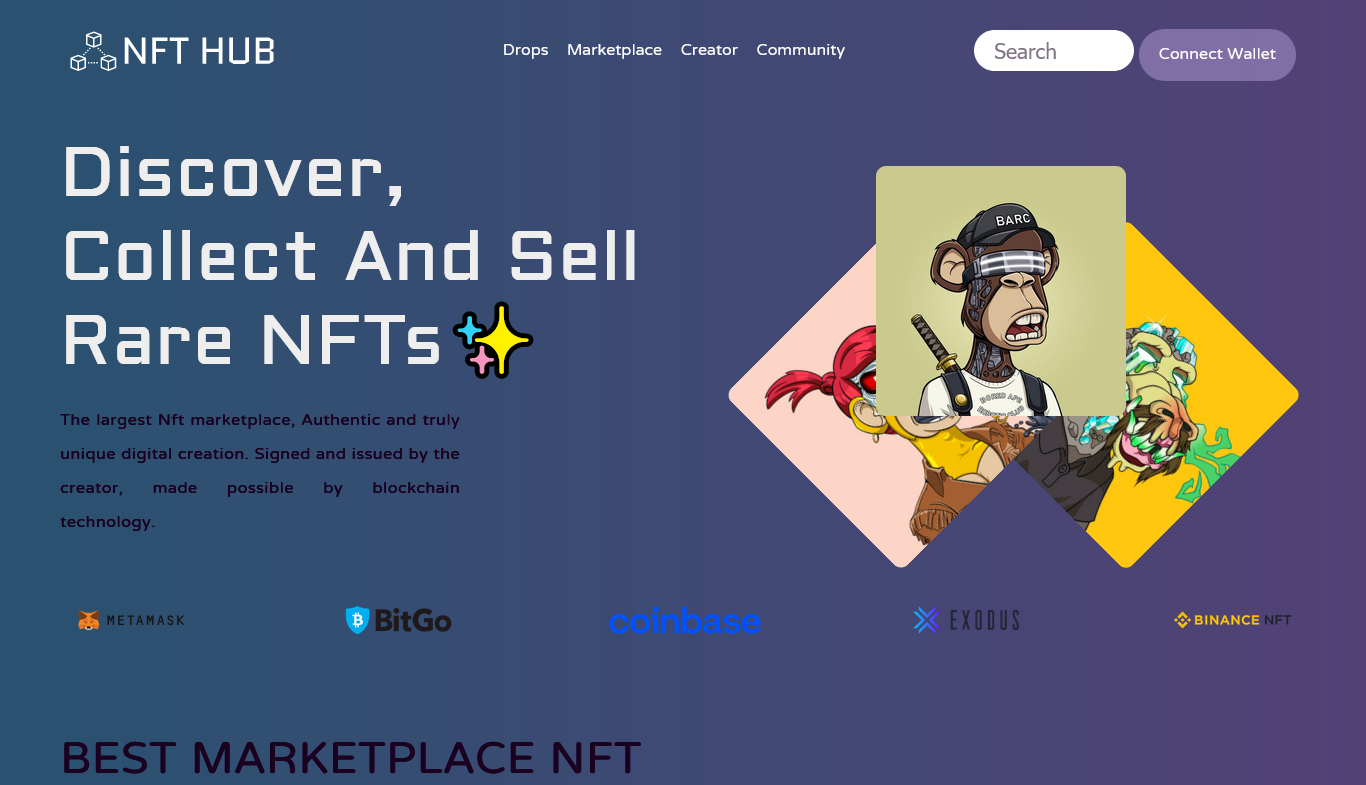 NFT HUB
Drops Marketplace Creator Community
Search
Connect Wallet
Discover,
Collect And Sell
Rare NFTs
The largest Nft marketplace, Authentic and truly
unique digital creation. Signed and issued by the
creator, made possible by blockchain
technology.
BARC
BORED APE
METAMASK
BitGo
coinbase
EXODUS
BINANCE NFT
BEST MARKETPLACE NFT